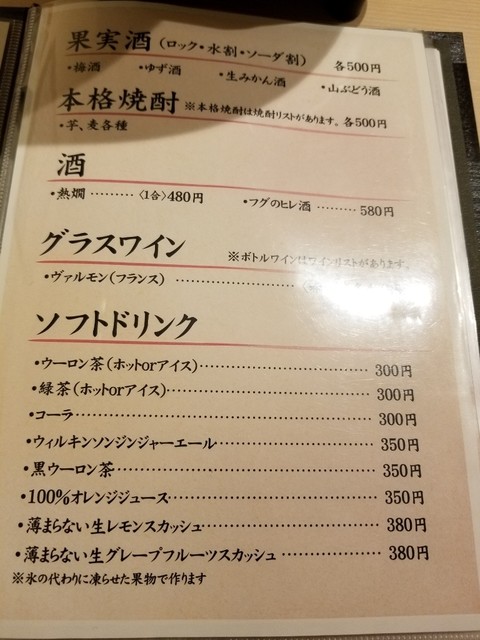 果実酒(ロック・水割・ソーダ割) 各500円
・梅酒 ・ゆず酒 ・生みかん酒 ・山ぶどう酒
本格焼酎 ※本格焼酎は焼酎リストがあります。各500円
・芋、麦各種
酒
・熱燗………〈1合〉480円 ・フグのヒレ酒………580円
グラスワイン ※ボトルワインはワインリストがあります。
・ヴァルモン(フランス)……………
ソフトドリンク
・ウーロン茶(ホットorアイス)……………300円
・緑茶(ホットorアイス)……………300円
・コーラ……………300円
・ウィルキンソンジンジャーエール……………350円
・黒ウーロン茶……………350円
・100%オレンジジュース……………350円
・薄まらない生レモンスカッシュ……………380円
・薄まらない生グレープフルーツスカッシュ……………380円
※氷の代わりに凍らせた果物で作ります